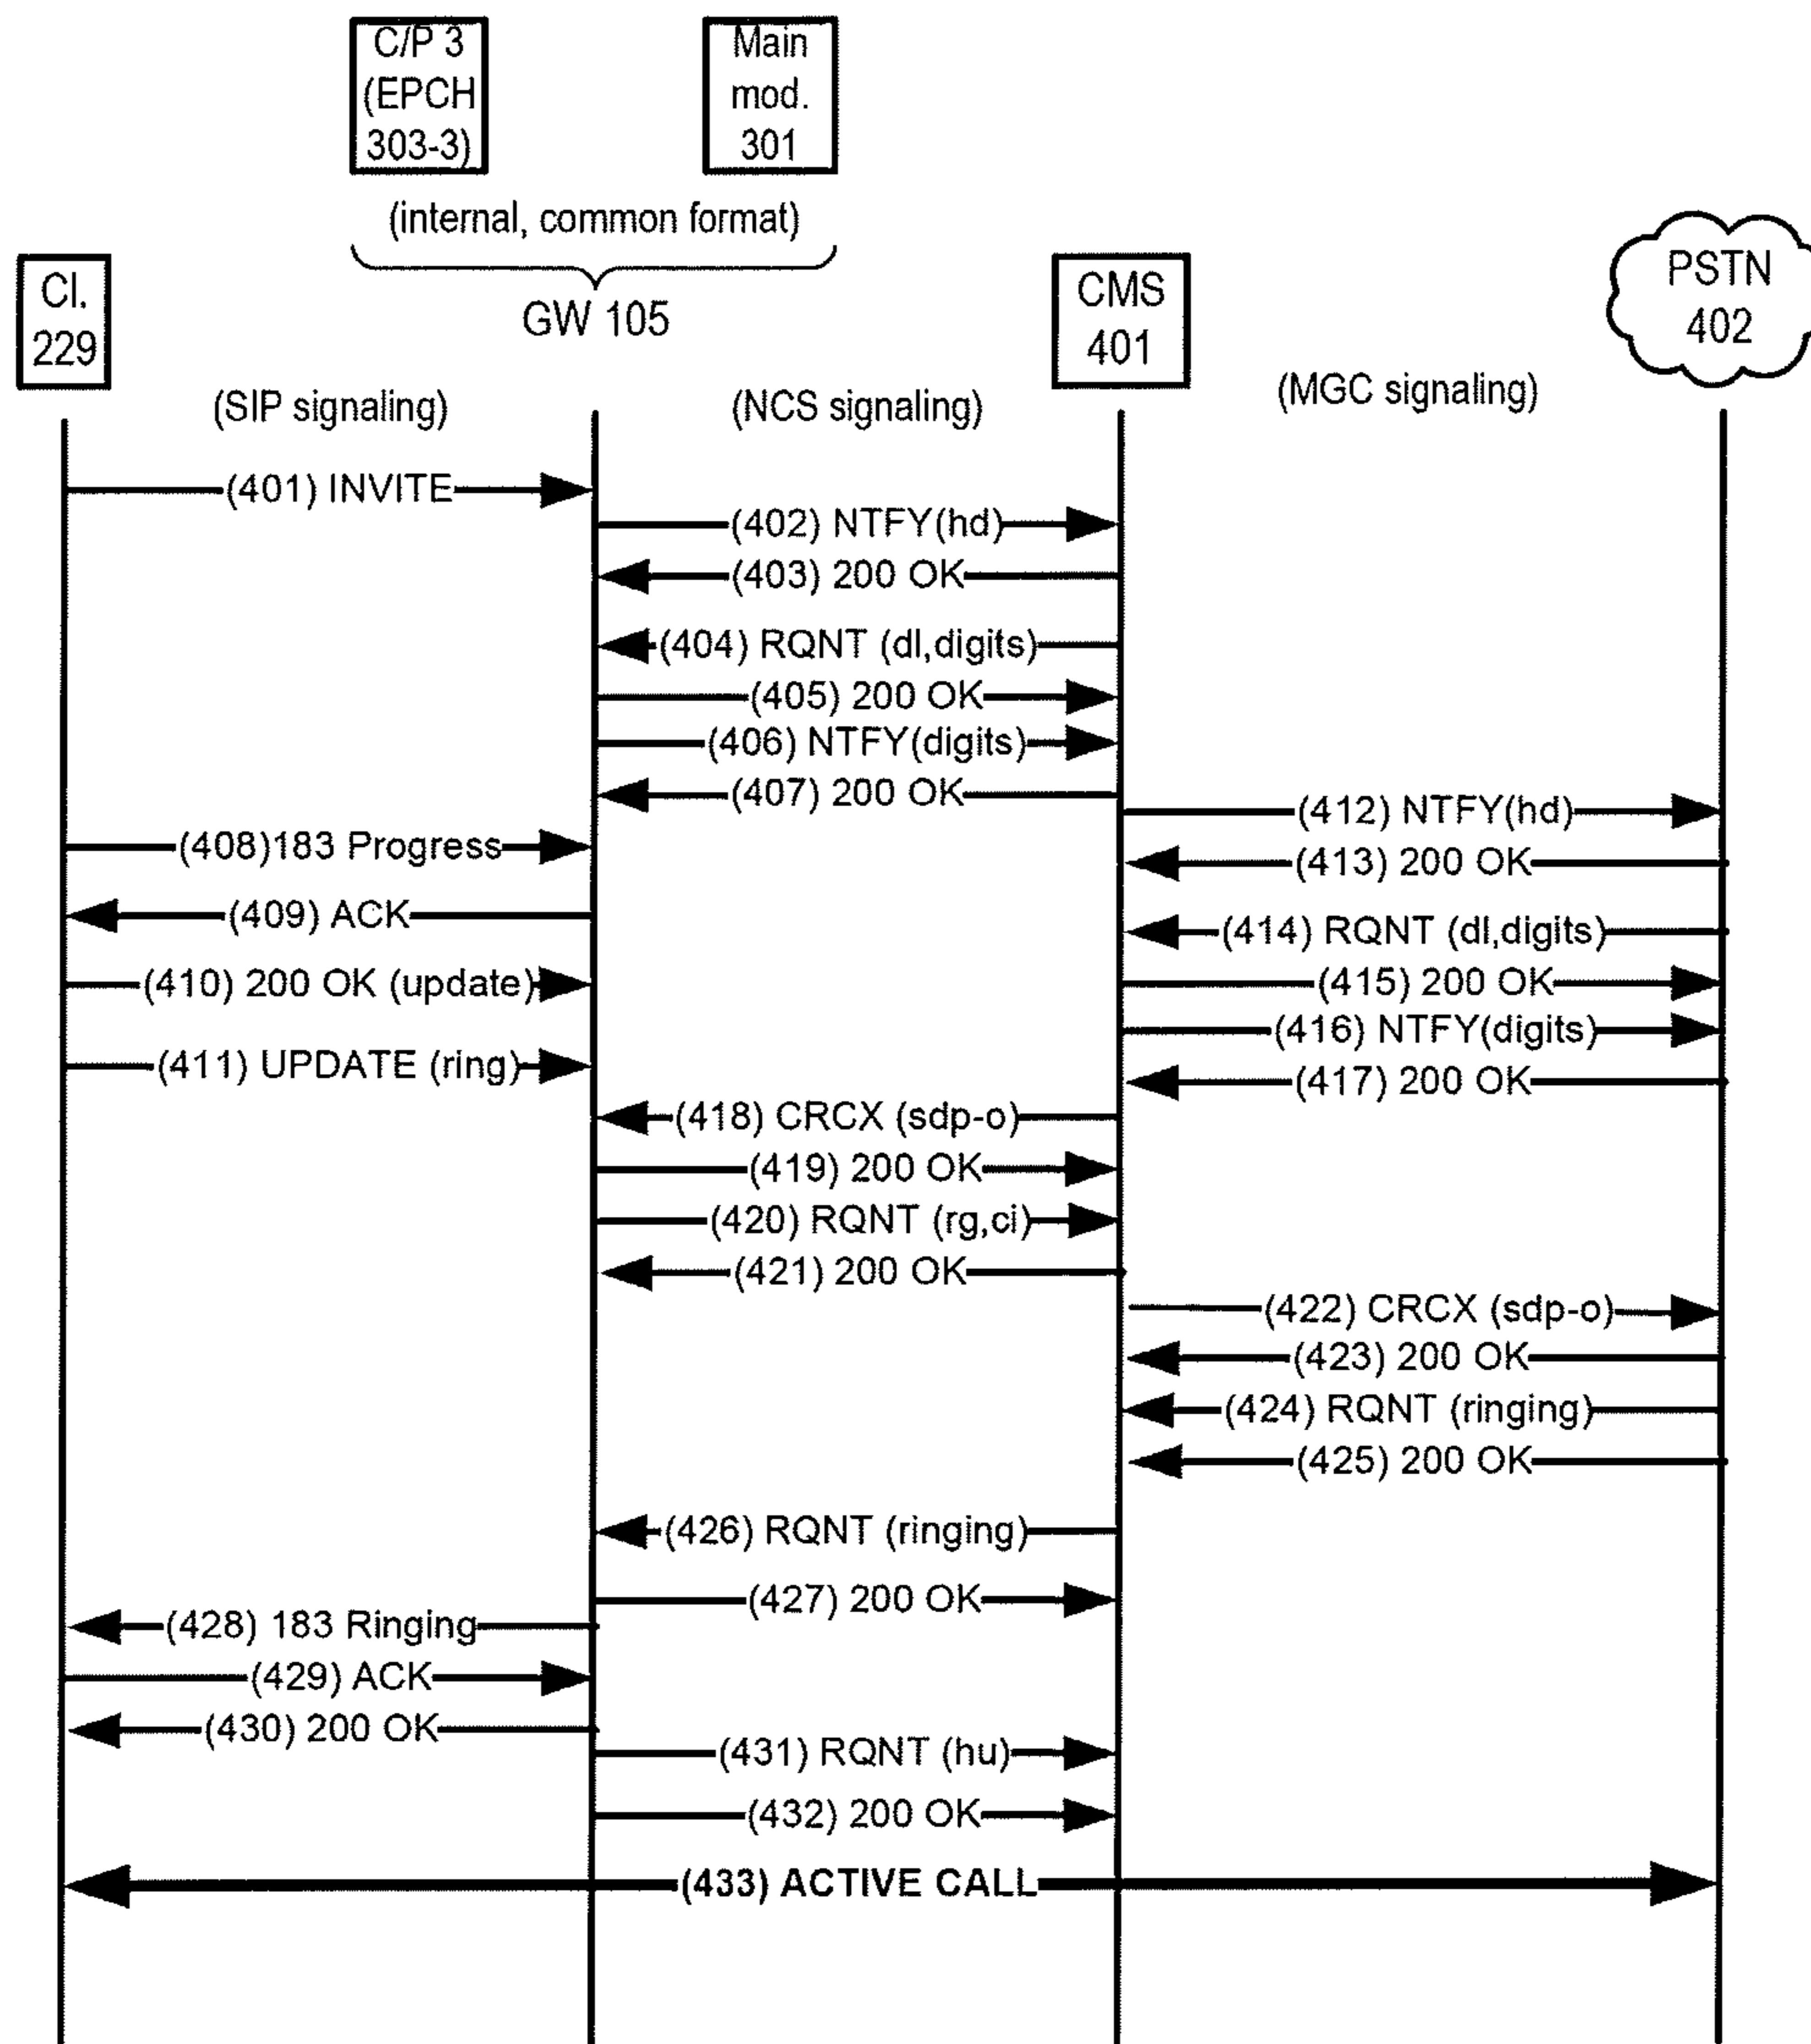 C/P 3
(EPCH
303-3)
Main
mod.
301
(internal, common format)
GW 105
Cl.
229
CMS
401
PSTN
402
(SIP signaling)
(NCS signaling)
(MGC signaling)
(401) INVITE
(402) NTFY(hd)
(403) 200 OK
(404) RQNT (dl,digits)
(405) 200 OK
(406) NTFY(digits)
(407) 200 OK
(412) NTFY(hd)
(408)183 Progress
(413) 200 OK
(409) ACK
(414) RQNT (dl,digits)
(410) 200 OK (update)
(415) 200 OK
(416) NTFY(digits)
(411) UPDATE (ring)
(417) 200 OK
(418) CRCX (sdp-o)
(419) 200 OK
(420) RQNT (rg,ci)
(421) 200 OK
(422) CRCX (sdp-o)
(423) 200 OK
(424) RQNT (ringing)
(425) 200 OK
(426) RQNT (ringing)
(427) 200 OK
(428) 183 Ringing
(429) ACK
(430) 200 OK
(431) RQNT (hu)
(432) 200 OK
(433) ACTIVE CALL